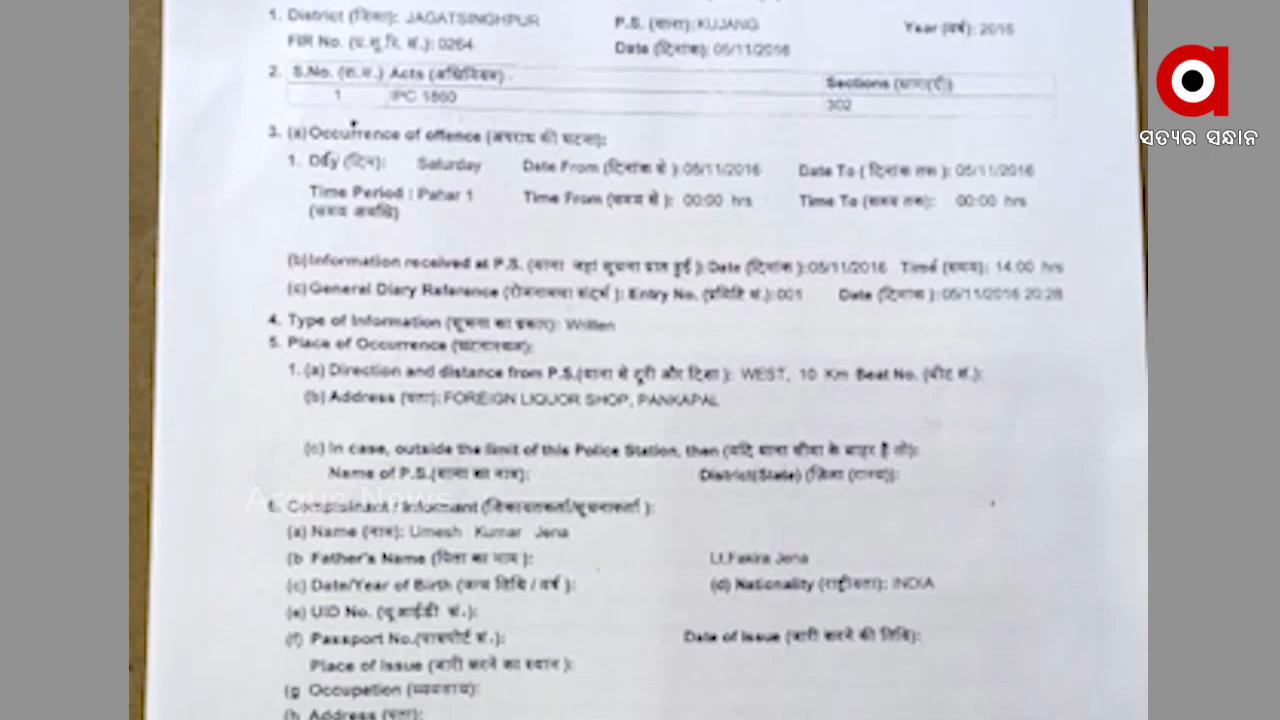 1. District (जिला): JAGATSINGHPUR P.S. (थाना): KUJANG Year (वर्ष): 2016
FIR No. (प्र.सू.रि. सं.): 0264 Date (दिनांक): 05/11/2016
2. S.No. (क्र.सं.) Acts (अधिनियम) Sections (धारा(एँ))
1 IPC 1860 302
3. (a) Occurrence of offence (अपराध की घटना):
1. Day (दिन): Saturday Date From (दिनांक से ): 05/11/2016 Date To ( दिनांक तक ): 05/11/2016
Time Period : Pahar 1 Time From (समय से ): 00:00 hrs Time To (समय तक): 00:00 hrs
(समय अवधि)
(b) Information received at P.S. (थाना जहां सूचना प्राप्त हुई ): Date (दिनांक ): 05/11/2016 Time (समय): 14:00 hrs
(c) General Diary Reference (रोजनामचा संदर्भ ): Entry No. (प्रविष्टि सं.): 001 Date (दिनांक ): 05/11/2016 20:28
4. Type of Information (सूचना का प्रकार): Written
5. Place of Occurrence (घटनास्थल):
1. (a) Direction and distance from P.S.(थाना से दूरी और दिशा ): WEST, 10 Km Beat No. (बीट सं.):
(b) Address (पता): FOREIGN LIQUOR SHOP, PANKAPAL
(c) In case, outside the limit of this Police Station, then (यदि थाना सीमा के बाहर है तो):
Name of P.S.(थाना का नाम): District(State) (जिला (राज्य)):
6. Complainant / Informant (शिकायतकर्ता/सूचनाकर्ता ):
(a) Name (नाम): Umesh Kumar Jena
(b Father's Name (पिता का नाम ): Lt.Fakira Jena
(c) Date/Year of Birth (जन्म तिथि / वर्ष ): (d) Nationality (राष्ट्रीयता): INDIA
(e) UID No. (यूआईडी सं.):
(f) Passport No.(पासपोर्ट सं.): Date of Issue (जारी करने की तिथि):
Place of Issue (जारी करने का स्थान ):
(g Occupation (व्यवसाय):
(h Address (पता):
Argus News
ସତ୍ୟର ସନ୍ଧାନ